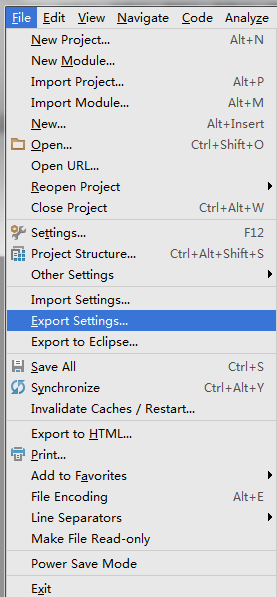 File Edit View Navigate Code Analyze
New Project... Alt+N
New Module...
Import Project... Alt+P
Import Module... Alt+M
New... Alt+Insert
Open... Ctrl+Shift+O
Open URL...
Reopen Project
Close Project Ctrl+Alt+W
Settings... F12
Project Structure... Ctrl+Alt+Shift+S
Other Settings
Import Settings...
Export Settings...
Export to Eclipse...
Save All Ctrl+S
Synchronize Ctrl+Alt+Y
Invalidate Caches / Restart...
Export to HTML...
Print...
Add to Favorites
File Encoding Alt+E
Line Separators
Make File Read-only
Power Save Mode
Exit